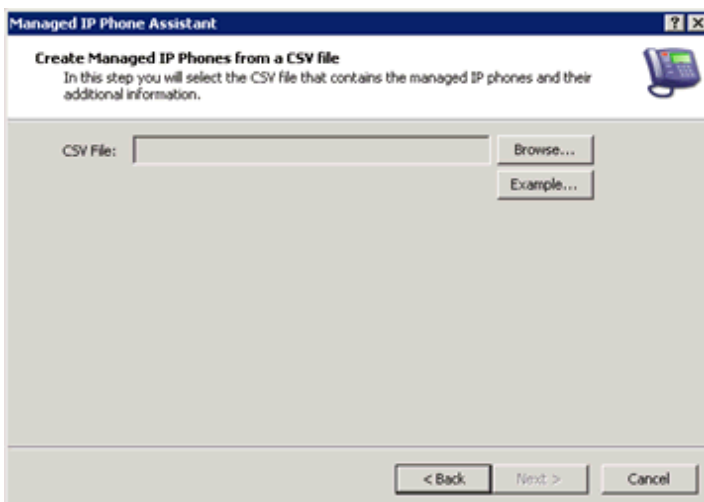 Managed IP Phone Assistant
?
Create Managed IP Phones from a CSV file
In this step you will select the CSV file that contains the managed IP phones and their
additional information.
CSV File:
Browse...
Example...
< Back
Next >
Cancel